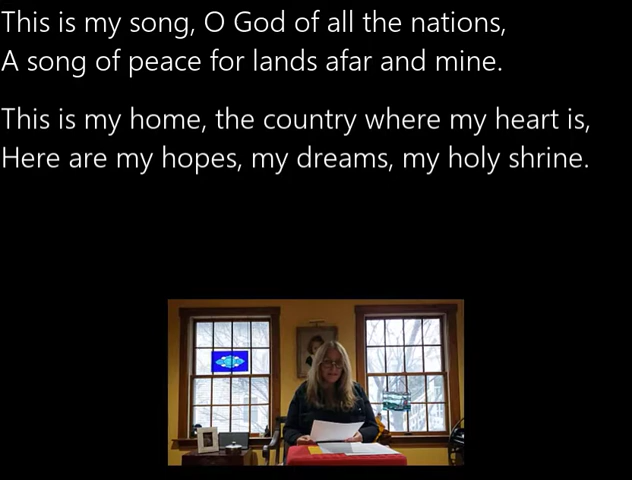 This is my song, O God of all the nations,
A song of peace for lands afar and mine.
This is my home, the country where my heart is,
Here are my hopes, my dreams, my holy shrine.